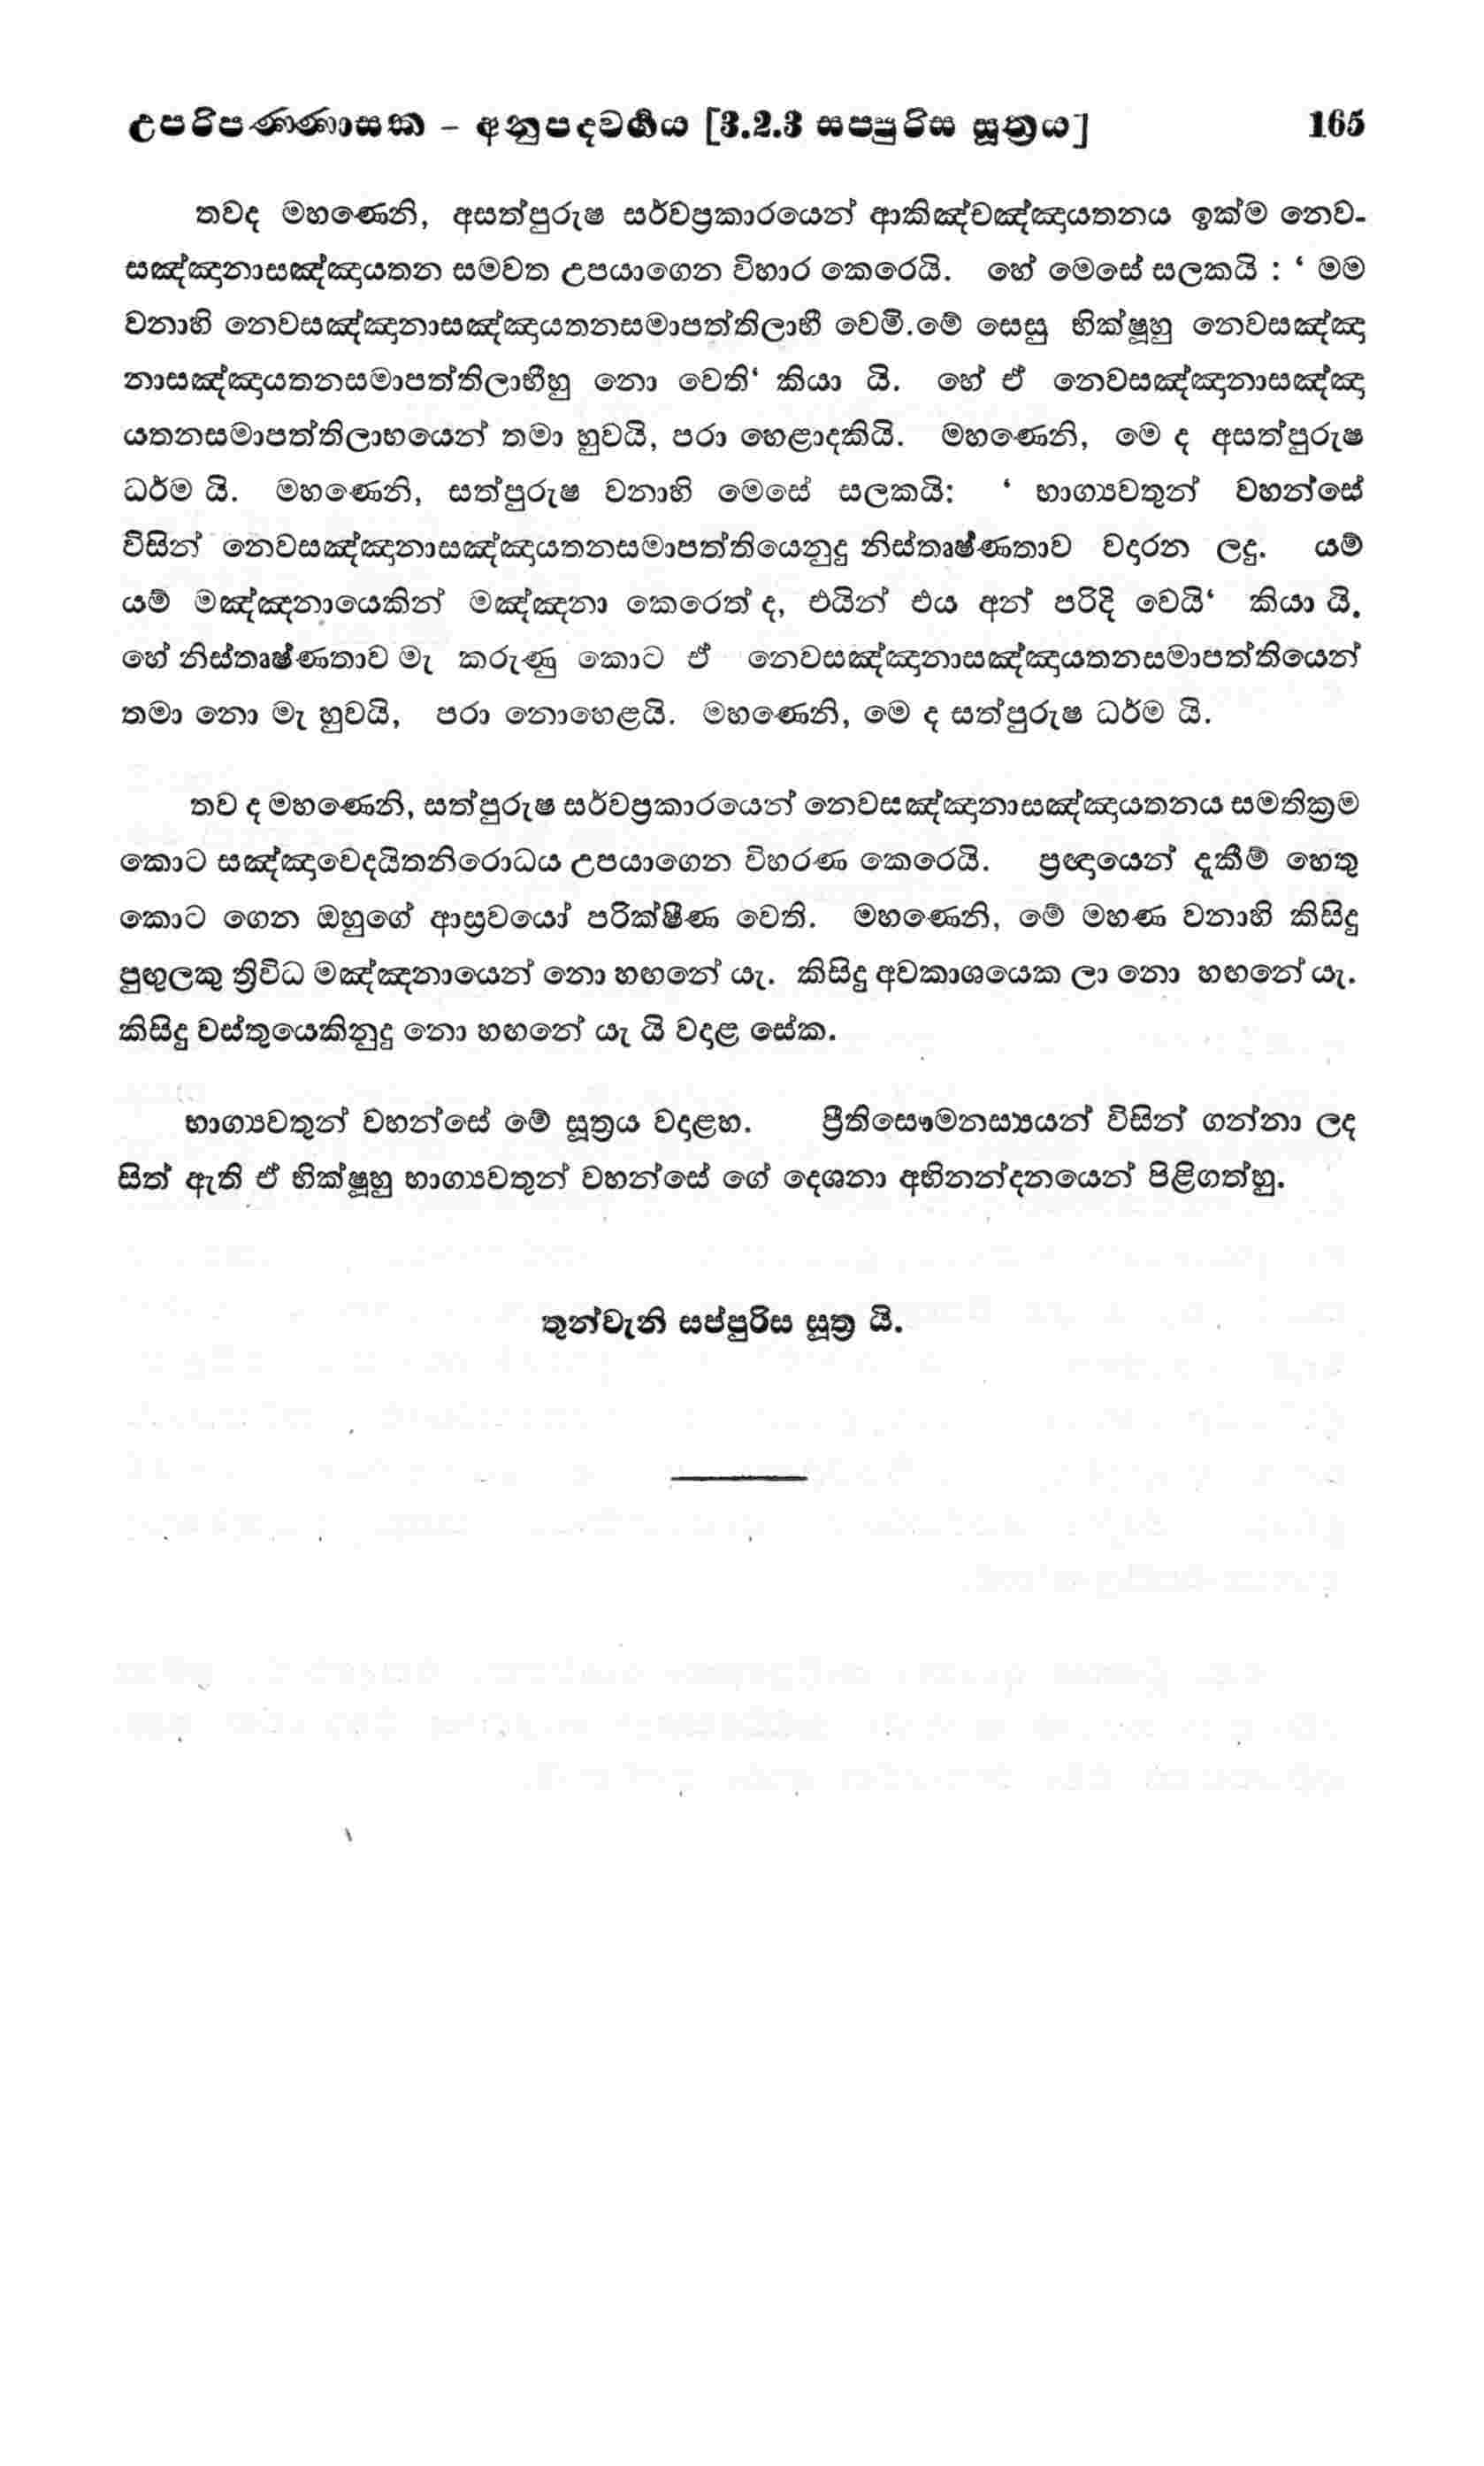 උපරිපණ්ණාසක – අනුපදවර්‍ගය [3.2.3 සප්පුරිස සූත්‍රය] 165
තවද මහණෙනි, අසත්පුරුෂ සර්වප්‍රකාරයෙන් ආකිඤ්චඤ්ඤායතනය ඉක්ම නෙව-
සඤ්ඤානාසඤ්ඤායතන සමවත උපයාගෙන විහාර කෙරෙයි. හේ මෙසේ සලකයි : ‘ මම
වනාහි නෙවසඤ්ඤානාසඤ්ඤායතනසමාපත්තිලාභී වෙමි.මේ සෙසු භික්ෂූහු නෙවසඤ්ඤා
නාසඤ්ඤායතනසමාපත්තිලාභීහු නො වෙති‘ කියා යි. හේ ඒ නෙවසඤ්ඤානාසඤ්ඤා
යතනසමාපත්තිලාභයෙන් තමා හුවයි, පරා හෙළාදකියි. මහණෙනි, මෙ ද අසත්පුරුෂ
ධර්ම යි. මහණෙනි, සත්පුරුෂ වනාහි මෙසේ සලකයි: ‘ භාග්‍යවතුන් වහන්සේ
විසින් නෙවසඤ්ඤානාසඤ්ඤායතනසමාපත්තියෙනුදු නිස්තෘෂ්ණතාව වදාරන ලදු. යම්
යම් මඤ්ඤනායෙකින් මඤ්ඤනා කෙරෙත් ද, එයින් එය අන් පරිදි වෙයි‘ කියා යි.
හේ නිස්තෘෂ්ණතාව මැ කරුණු කොට ඒ නෙවසඤ්ඤානාසඤ්ඤායතනසමාපත්තියෙන්
තමා නො මැ හුවයි, පරා නොහෙළයි. මහණෙනි, මෙ ද සත්පුරුෂ ධර්ම යි.
තව ද මහණෙනි, සත්පුරුෂ සර්වප්‍රකාරයෙන් නෙවසඤ්ඤානාසඤ්ඤායතනය සමතික්‍රම
කොට සඤ්ඤාවෙදයිතනිරොධය උපයාගෙන විහරණ කෙරෙයි. ප්‍රඥායෙන් දැකීම් හෙතු
කොට ගෙන ඔහුගේ ආස්‍රවයෝ පරික්ෂීණ වෙති. මහණෙනි, මේ මහණ වනාහි කිසිදු
පුඟුලකු ත්‍රිවිධ මඤ්ඤනායෙන් නො හඟනේ යැ. කිසිදු අවකාශයෙක ලා නො හඟනේ යැ.
කිසිදු වස්තුයෙකිනුදු නො හඟනේ යැ යි වදාළ සේක.
භාග්‍යවතුන් වහන්සේ මේ සූත්‍රය වදාළහ. ප්‍රීතිසෞමනස්‍යයන් විසින් ගන්නා ලද
සිත් ඇති ඒ භික්ෂූහු භාග්‍යවතුන් වහන්සේ ගේ දෙශනා අභිනන්දනයෙන් පිළිගත්හු.
තුන්වැනි සප්පුරිස සූත්‍ර යි.